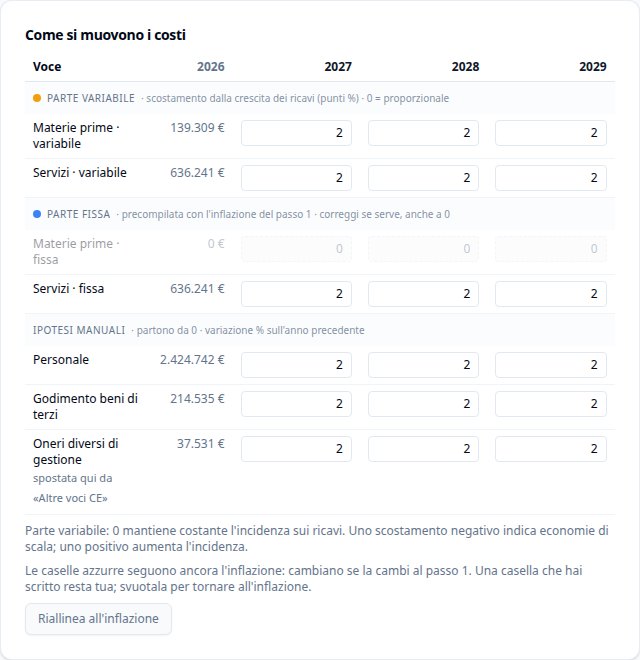 Come si muovono i costi
Voce 2026 2027 2028 2029
PARTE VARIABILE · scostamento dalla crescita dei ricavi (punti %) · 0 = proporzionale
Materie prime · 139.309 € 2 2 2
variabile
Servizi · variabile 636.241 € 2 2 2
PARTE FISSA · precompilata con l'inflazione del passo 1 · correggi se serve, anche a 0
Materie prime · 0 € 0 0 0
fissa
Servizi · fissa 636.241 € 2 2 2
IPOTESI MANUALI · partono da 0 · variazione % sull'anno precedente
Personale 2.424.742 € 2 2 2
Godimento beni di 214.535 € 2 2 2
terzi
Oneri diversi di 37.531 € 2 2 2
gestione
spostata qui da
«Altre voci CE»
Parte variabile: 0 mantiene costante l'incidenza sui ricavi. Uno scostamento negativo indica economie di
scala; uno positivo aumenta l'incidenza.
Le caselle azzurre seguono ancora l'inflazione: cambiano se la cambi al passo 1. Una casella che hai
scritto resta tua; svuotala per tornare all'inflazione.
Riallinea all'inflazione